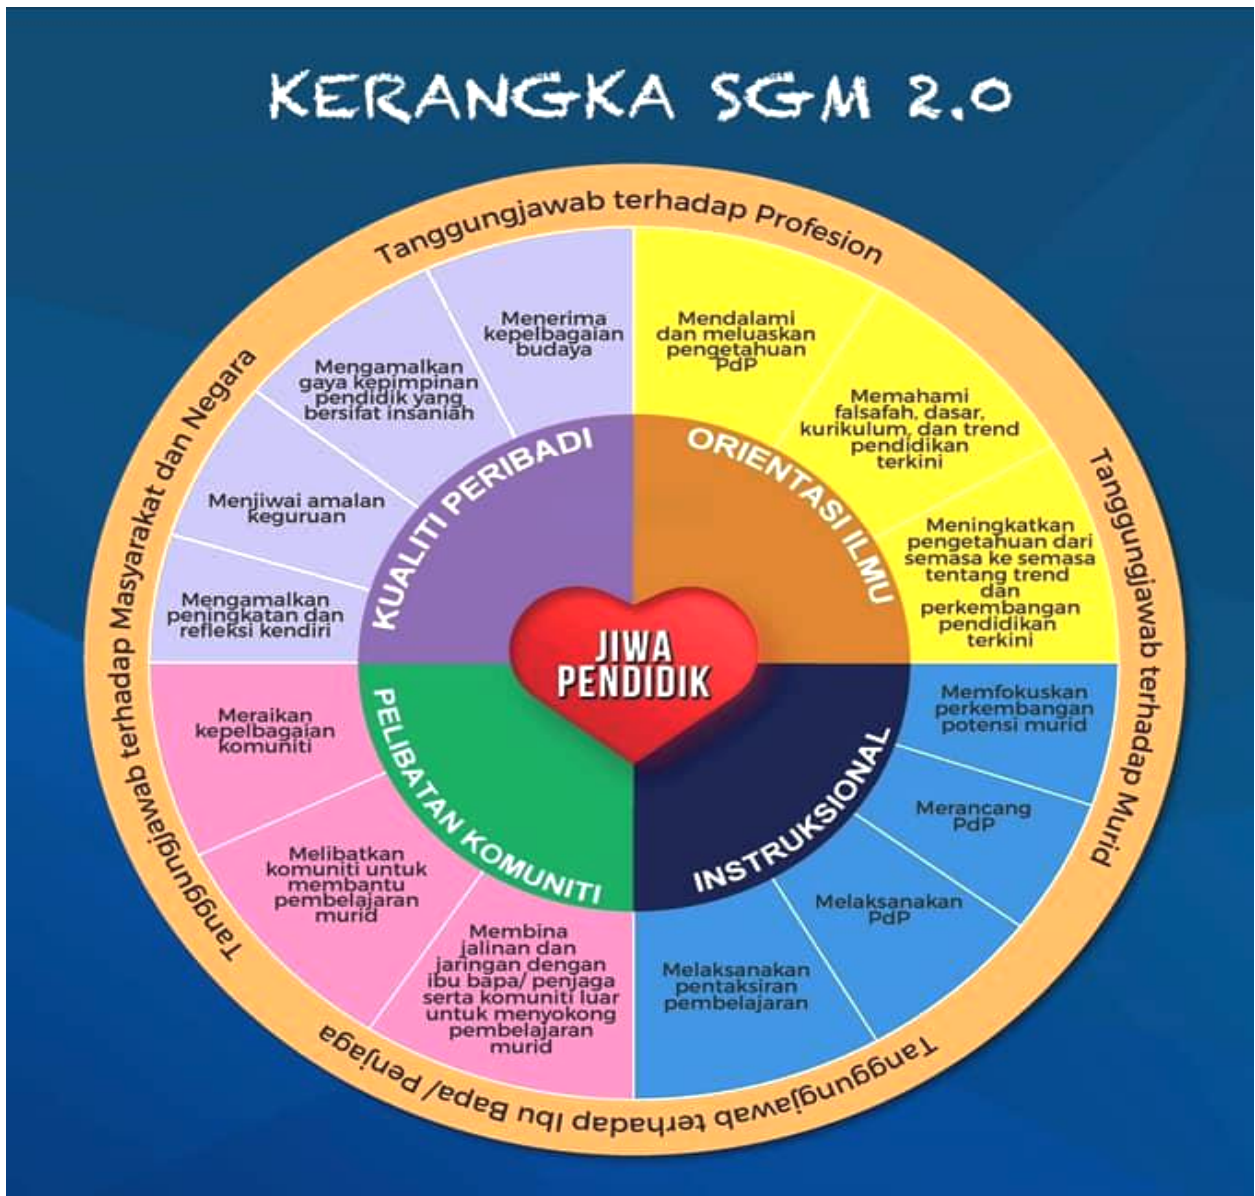 KERANGKA SGM 2.0
Tanggungjawab terhadap Profesion
Tanggungjawab terhadap Murid
Tanggungjawab terhadap Ibu Bapa/ Penjaga
Tanggungjawab terhadap Masyarakat dan Negara
ORIENTASI ILMU
Mendalami
dan meluaskan
pengetahuan
PdP
Memahami
falsafah, dasar,
kurikulum, dan trend
pendidikan
terkini
Meningkatkan
pengetahuan dari
semasa ke semasa
tentang trend
dan
perkembangan
pendidikan
terkini
INSTRUKSIONAL
Memfokuskan
perkembangan
potensi murid
Merancang
PdP
Melaksanakan
PdP
Melaksanakan
pentaksiran
pembelajaran
PELIBATAN KOMUNITI
Membina
jalinan dan
jaringan dengan
ibu bapa/ penjaga
serta komuniti luar
untuk menyokong
pembelajaran
murid
Melibatkan
komuniti untuk
membantu
pembelajaran
murid
Meraikan
kepelbagaian
komuniti
KUALITI PERIBADI
Mengamalkan
peningkatan dan
refleksi kendiri
Menjiwai amalan
keguruan
Mengamalkan
gaya kepimpinan
pendidik yang
bersifat insaniah
Menerima
kepelbagaian
budaya
JIWA
PENDIDIK